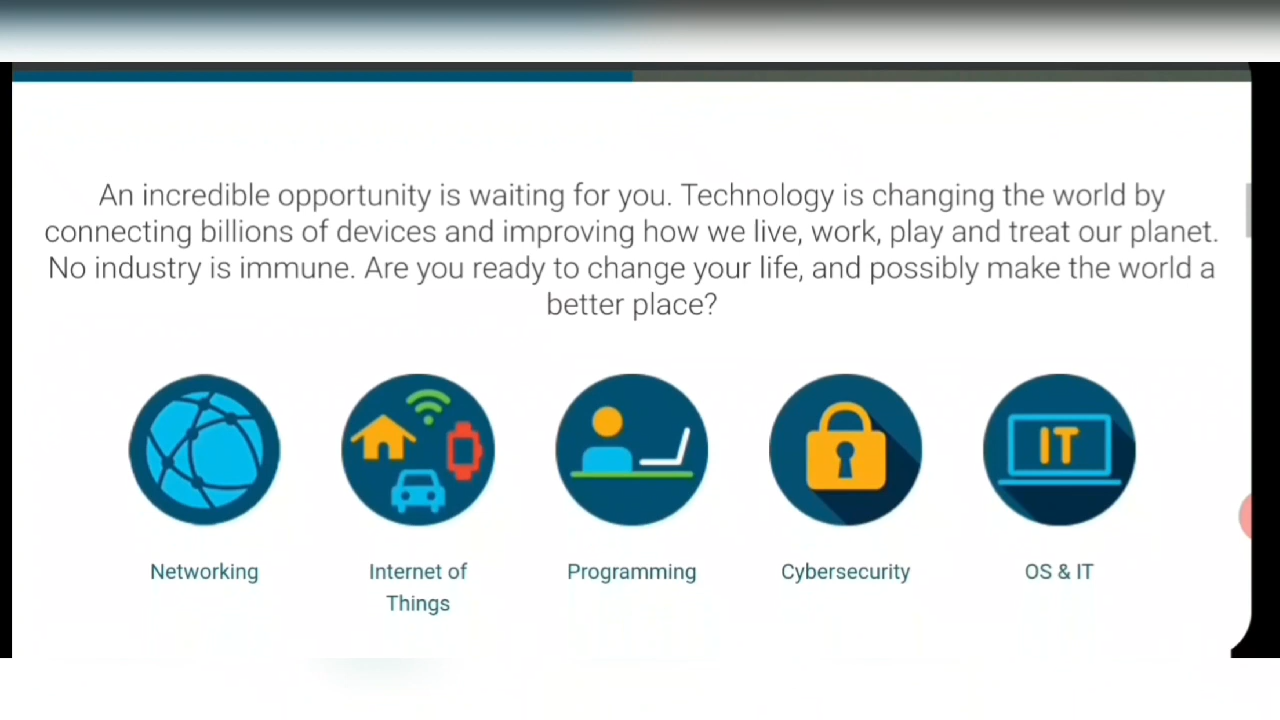 An incredible opportunity is waiting for you. Technology is changing the world by
connecting billions of devices and improving how we live, work, play and treat our planet.
No industry is immune. Are you ready to change your life, and possibly make the world a
better place?
IT
Networking
Internet of
Things
Programming
Cybersecurity
OS & IT